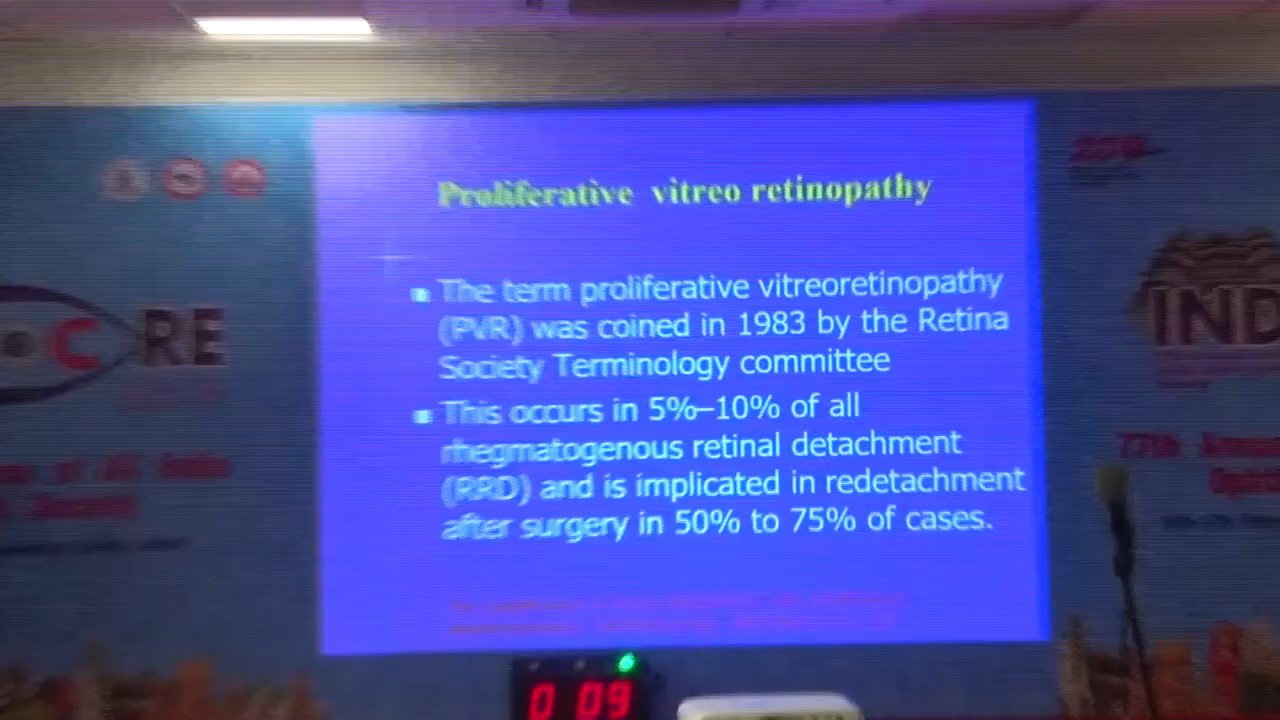 Proliferative vitreo retinopathy
The term proliferative vitreoretinopathy
(PVR) was coined in 1983 by the Retina
Society Terminology committee
This occurs in 5%–10% of all
rhegmatogenous retinal detachment
(RRD) and is implicated in redetachment
after surgery in 50% to 75% of cases.
RE
IND
77th
0 09